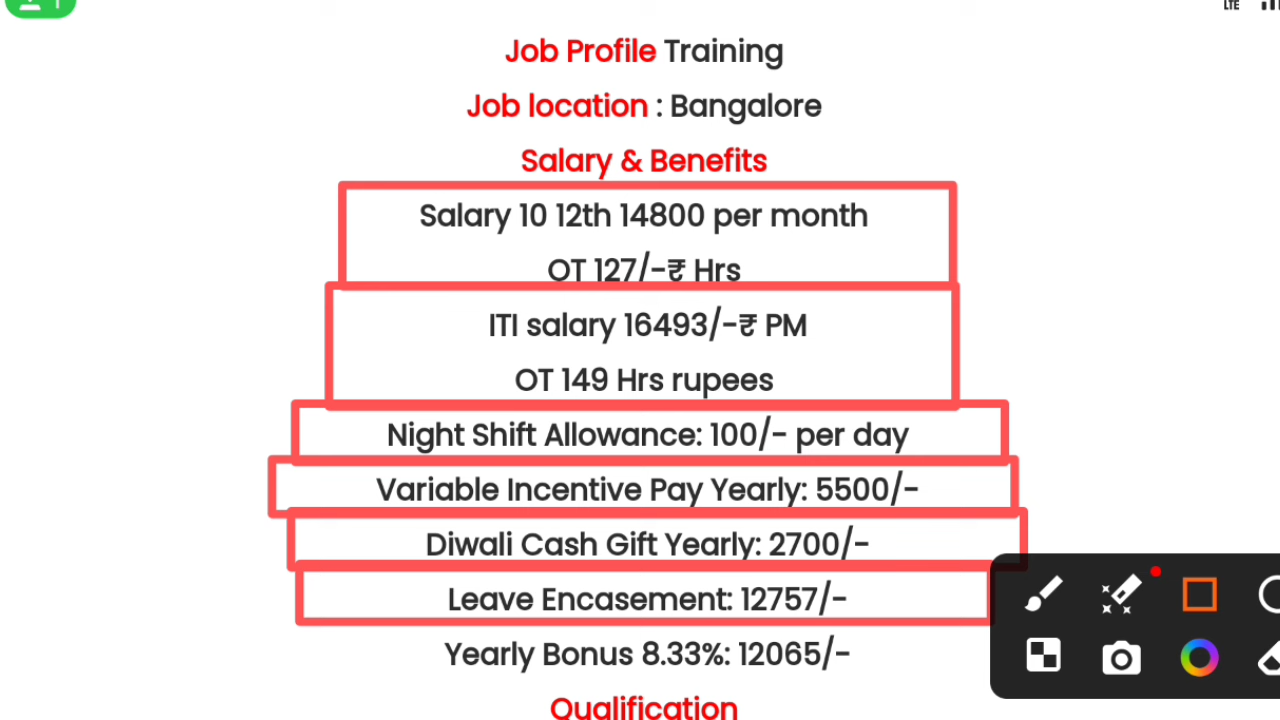 LTE
Job Profile Training
Job location : Bangalore
Salary & Benefits
Salary 10 12th 14800 per month
OT 127/-₹ Hrs
ITI salary 16493/-₹ PM
OT 149 Hrs rupees
Night Shift Allowance: 100/- per day
Variable Incentive Pay Yearly: 5500/-
Diwali Cash Gift Yearly: 2700/-
Leave Encasement: 12757/-
Yearly Bonus 8.33%: 12065/-
Qualification